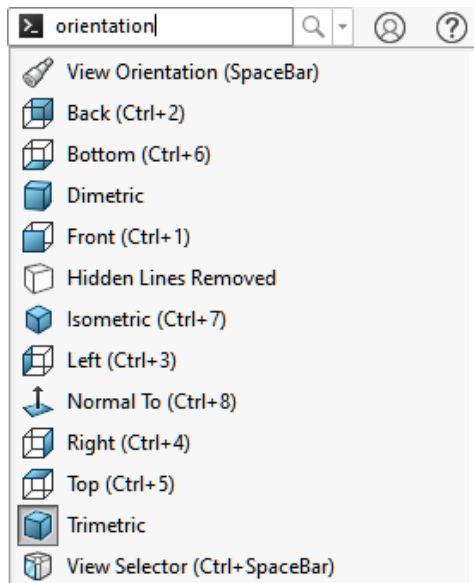 orientation
View Orientation (SpaceBar)
Back (Ctrl+2)
Bottom (Ctrl+6)
Dimetric
Front (Ctrl+1)
Hidden Lines Removed
Isometric (Ctrl+7)
Left (Ctrl+3)
Normal To (Ctrl+8)
Right (Ctrl+4)
Top (Ctrl+5)
Trimetric
View Selector (Ctrl+SpaceBar)